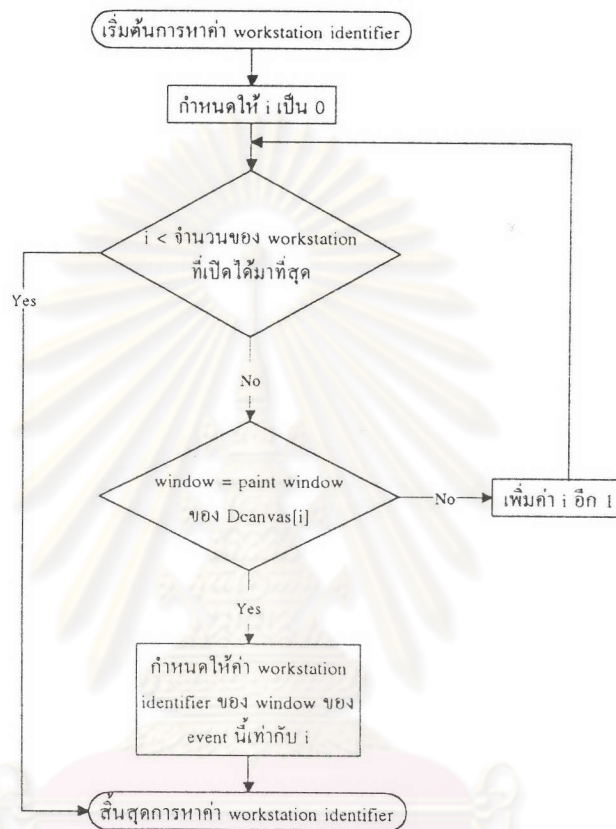 เริ่มต้นการหาค่า workstation identifier
กำหนดให้ i เป็น 0
i < จำนวนของ workstation
ที่เปิดได้มาที่สุด
Yes
No
window = paint window
ของ Dcanvas[i]
No
เพิ่มค่า i อีก 1
Yes
กำหนดให้ค่า workstation
identifier ของ window ของ
event นี้เท่ากับ i
สิ้นสุดการหาค่า workstation identifier